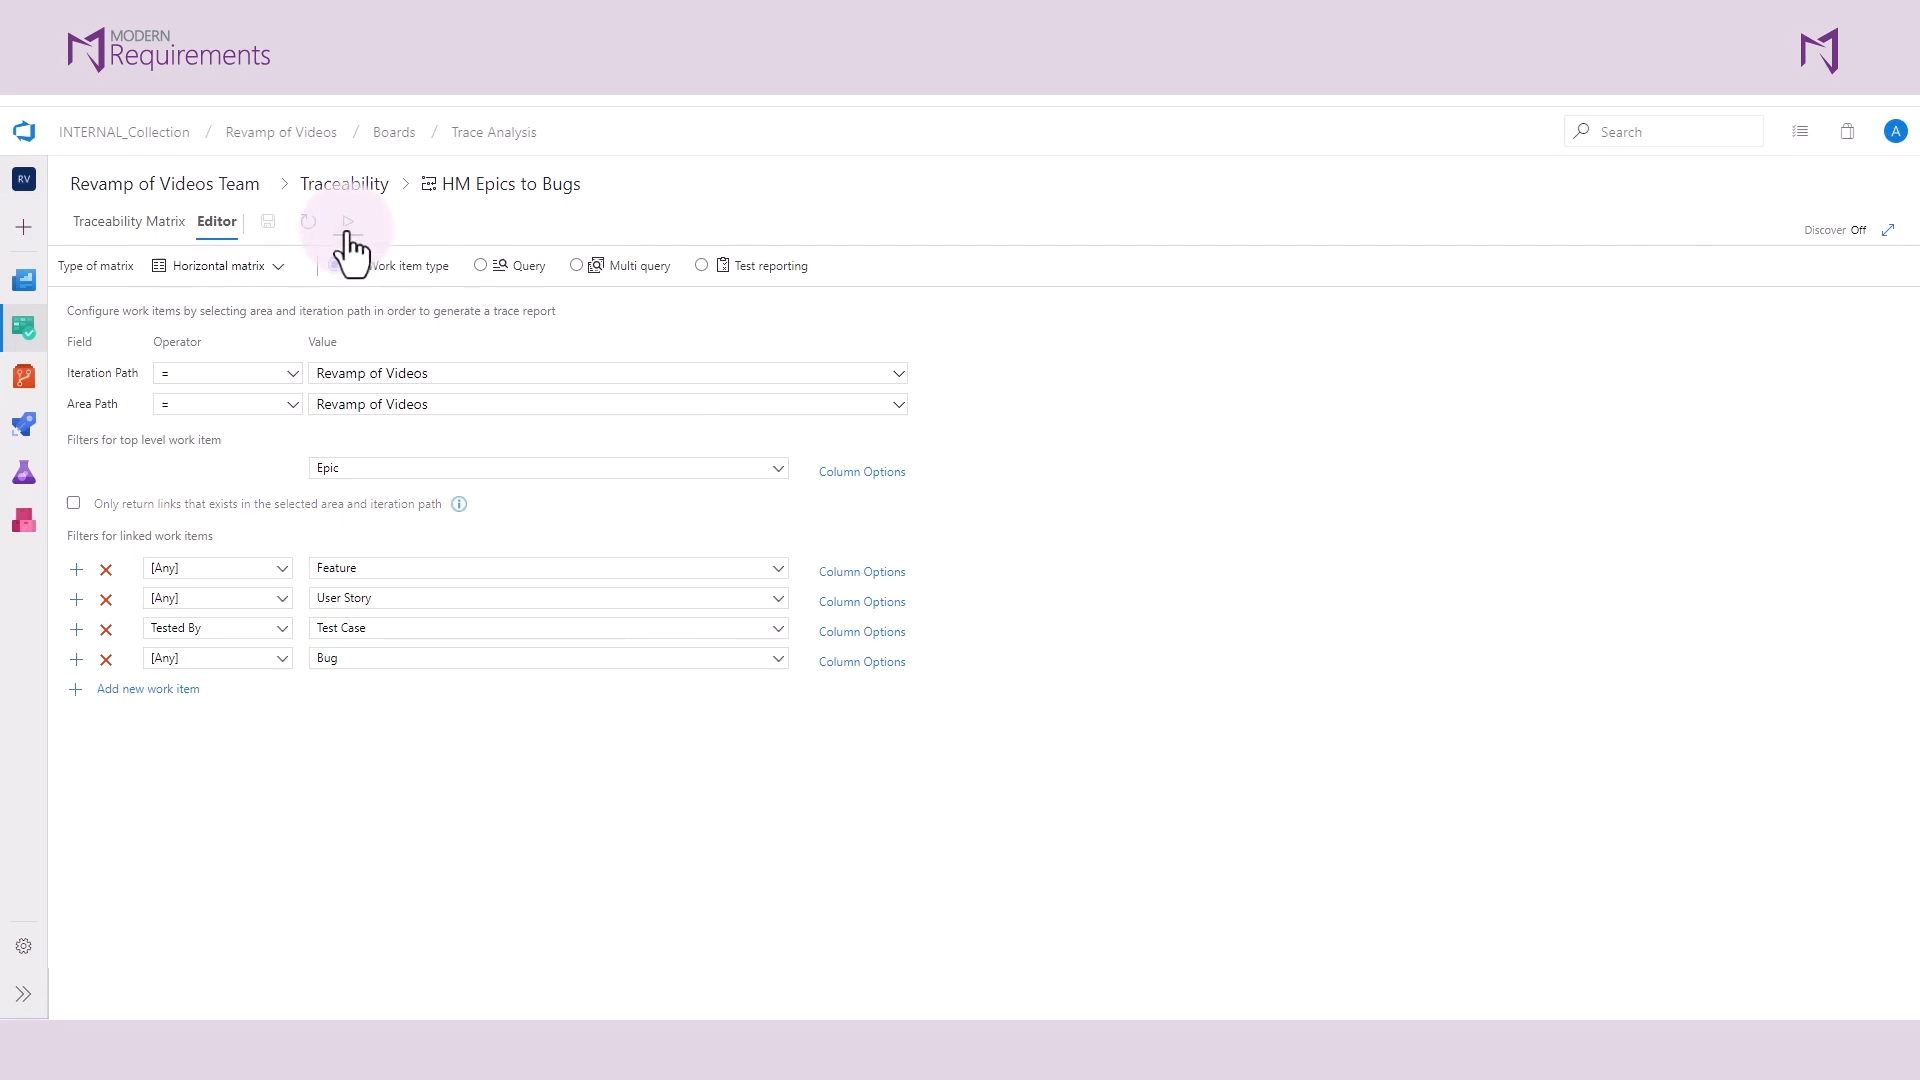 MODERN
Requirements
INTERNAL_Collection / Revamp of Videos / Boards / Trace Analysis
Search
A
RV
Revamp of Videos Team > Traceability > HM Epics to Bugs
Traceability Matrix Editor
Discover Off
Type of matrix Horizontal matrix Work item type Query Multi query Test reporting
Configure work items by selecting area and iteration path in order to generate a trace report
Field Operator Value
Iteration Path = Revamp of Videos
Area Path = Revamp of Videos
Filters for top level work item
Epic Column Options
Only return links that exists in the selected area and iteration path
Filters for linked work items
[Any] Feature Column Options
[Any] User Story Column Options
Tested By Test Case Column Options
[Any] Bug Column Options
Add new work item